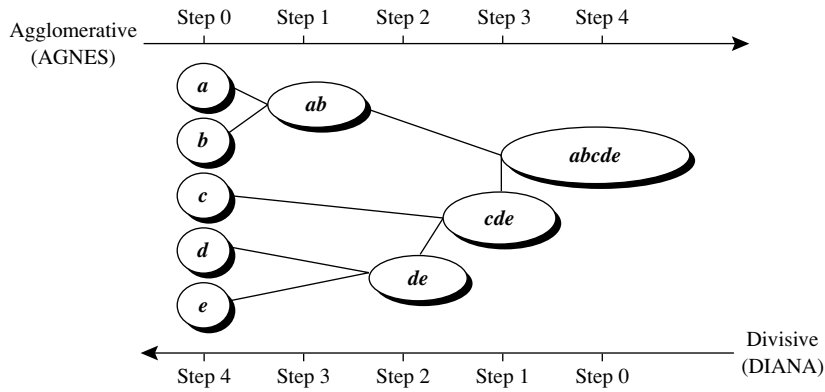 Step 0 Step 1 Step 2 Step 3 Step 4
Agglomerative
(AGNES)
a
ab
b
abcde
c
cde
d
de
e
Divisive
(DIANA)
Step 4 Step 3 Step 2 Step 1 Step 0